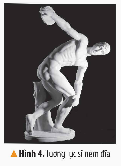 ▲ Hình 4. Tượng lực sĩ ném đĩa